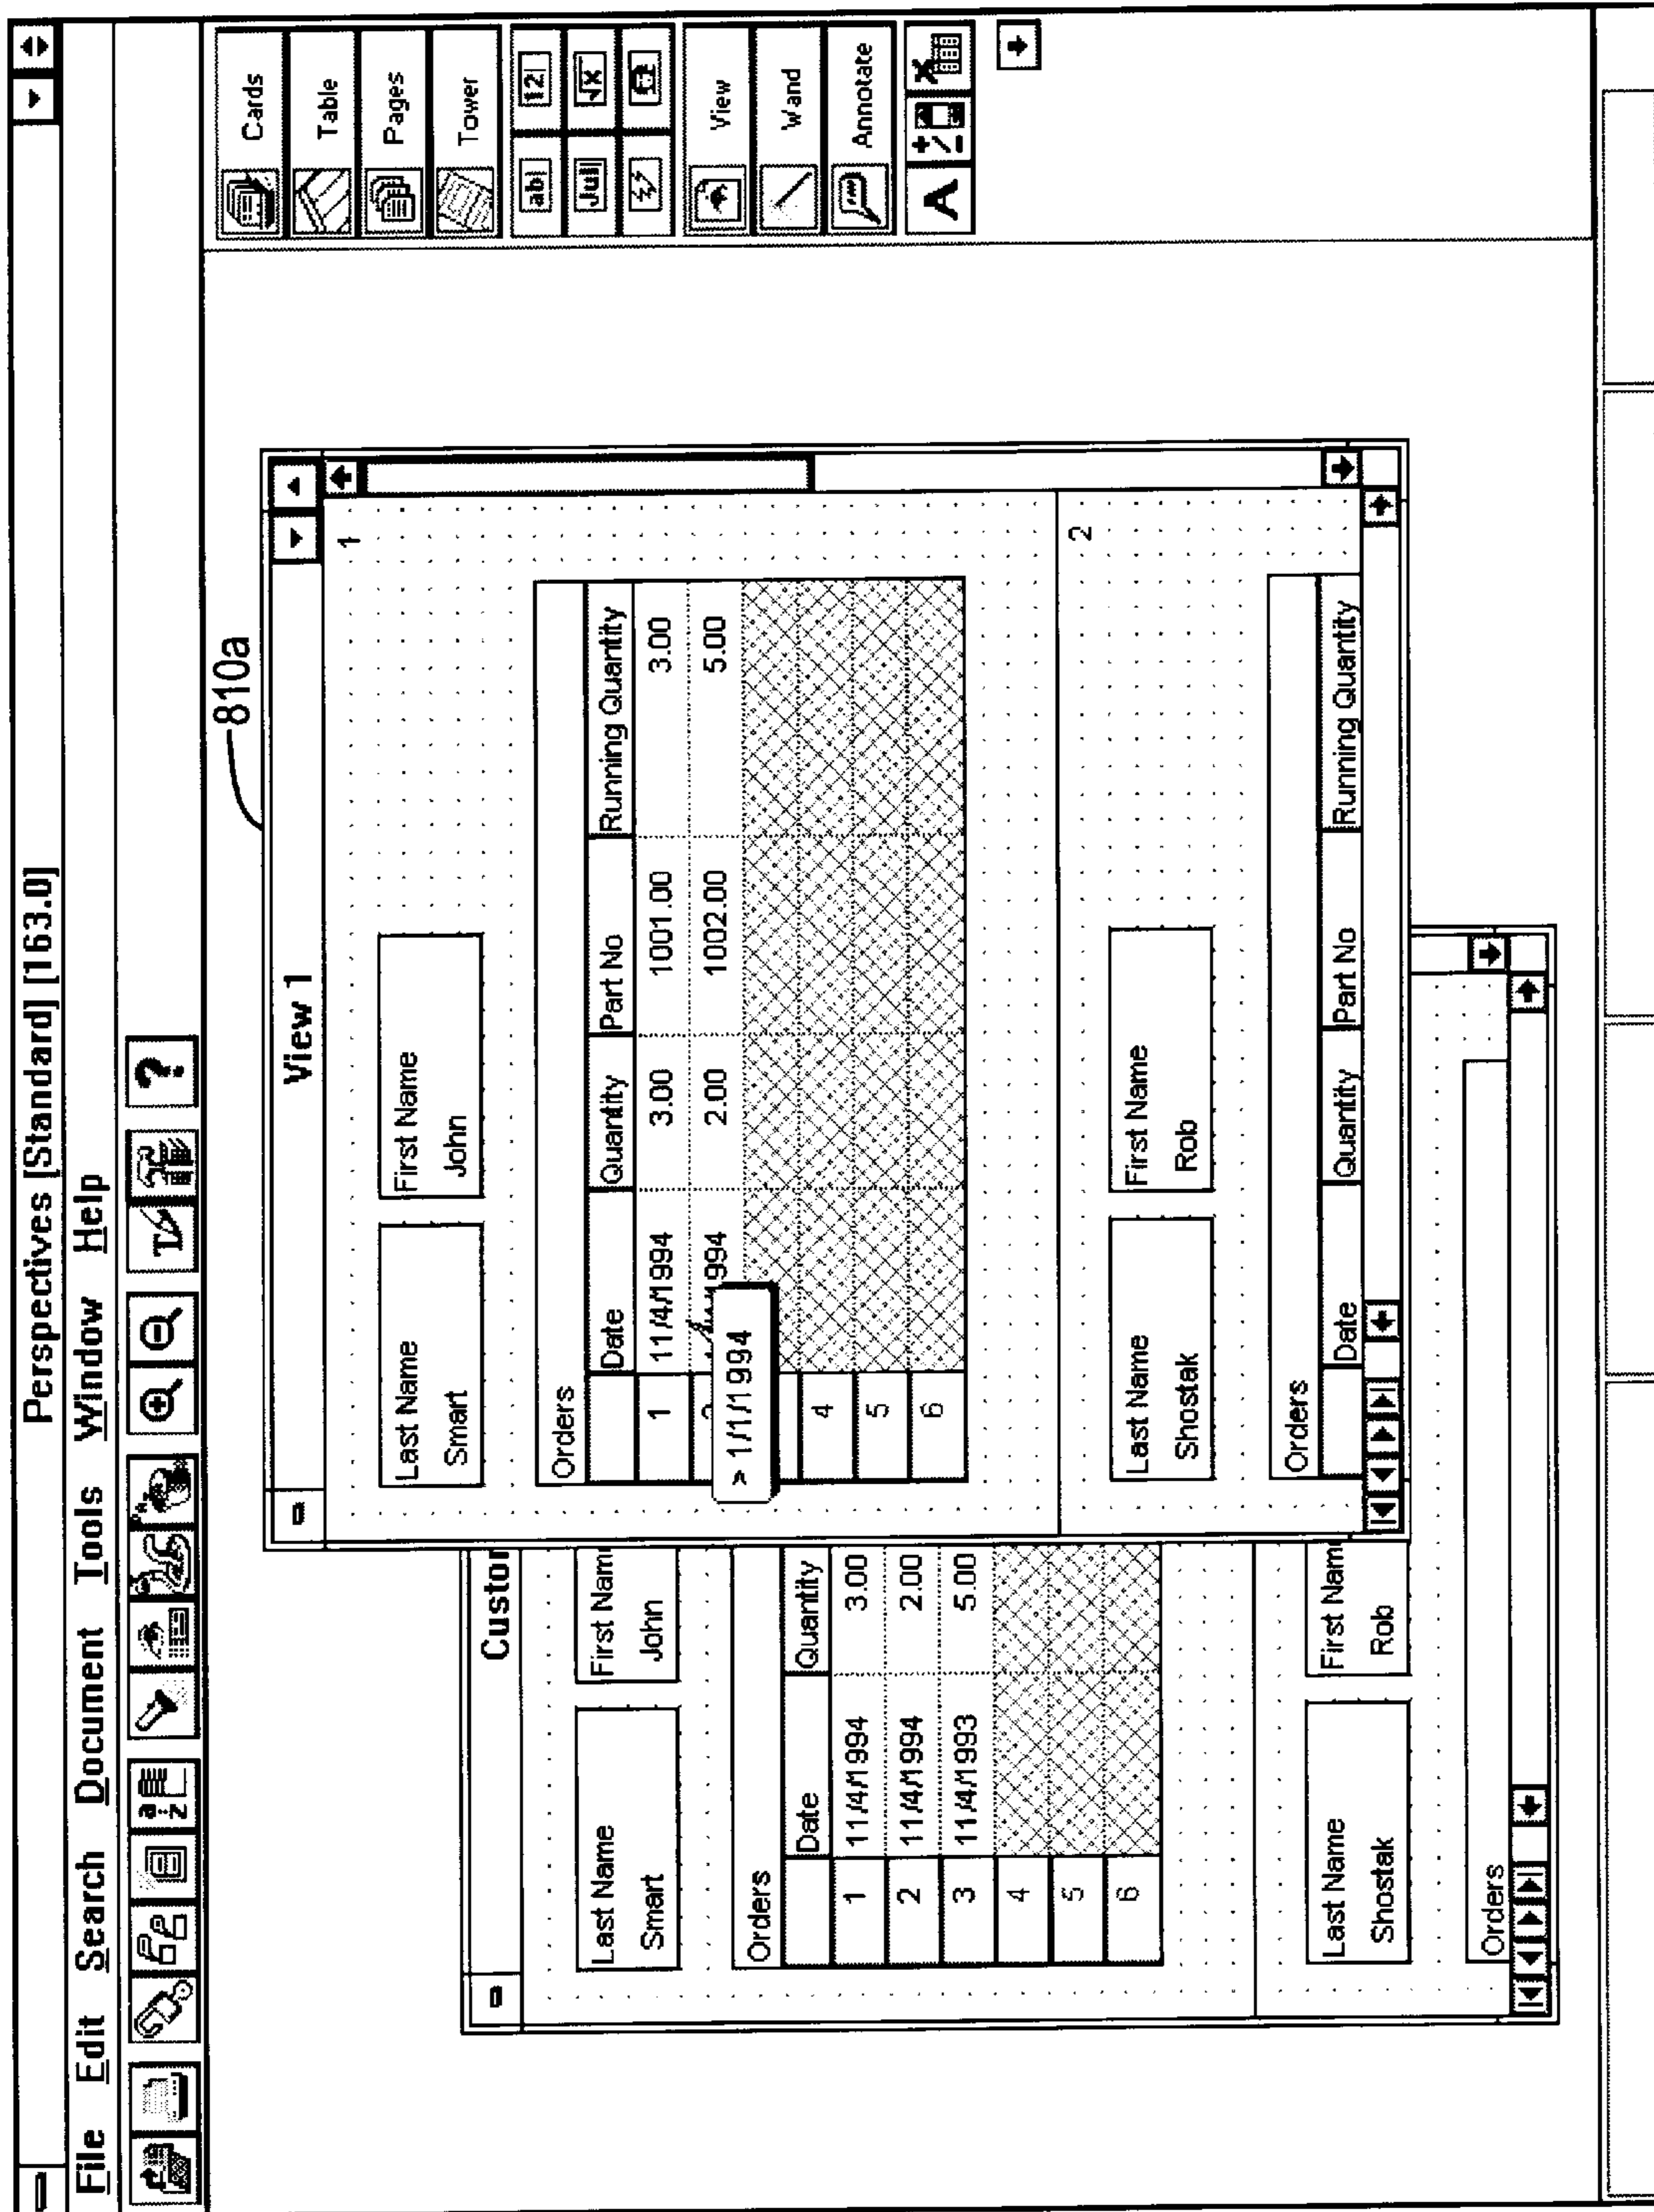 Perspectives [Standard] [163.0]
File Edit Search Document Tools Window Help
a z
T
?
810a
View 1
1
Last Name
Smart
First Name
John
Orders
Date Quantity Part No Running Quantity
1 11/4/1994 3.00 1001.00 3.00
1994 2.00 1002.00 5.00
> 1/1/1994
4
5
6
2
Last Name
Shostak
First Name
Rob
Orders
Date Quantity Part No Running Quantity
Custor
Last Name
Smart
First Nam
John
Orders
Date Quantity
1 11/4/1994 3.00
2 11/4/1994 2.00
3 11/4/1993 5.00
4
5
6
Last Name
Shostak
First Nam
Rob
Orders
Cards
Table
Pages
Tower
ab 12
Jul √x
View
Wand
Annotate
A +/- x